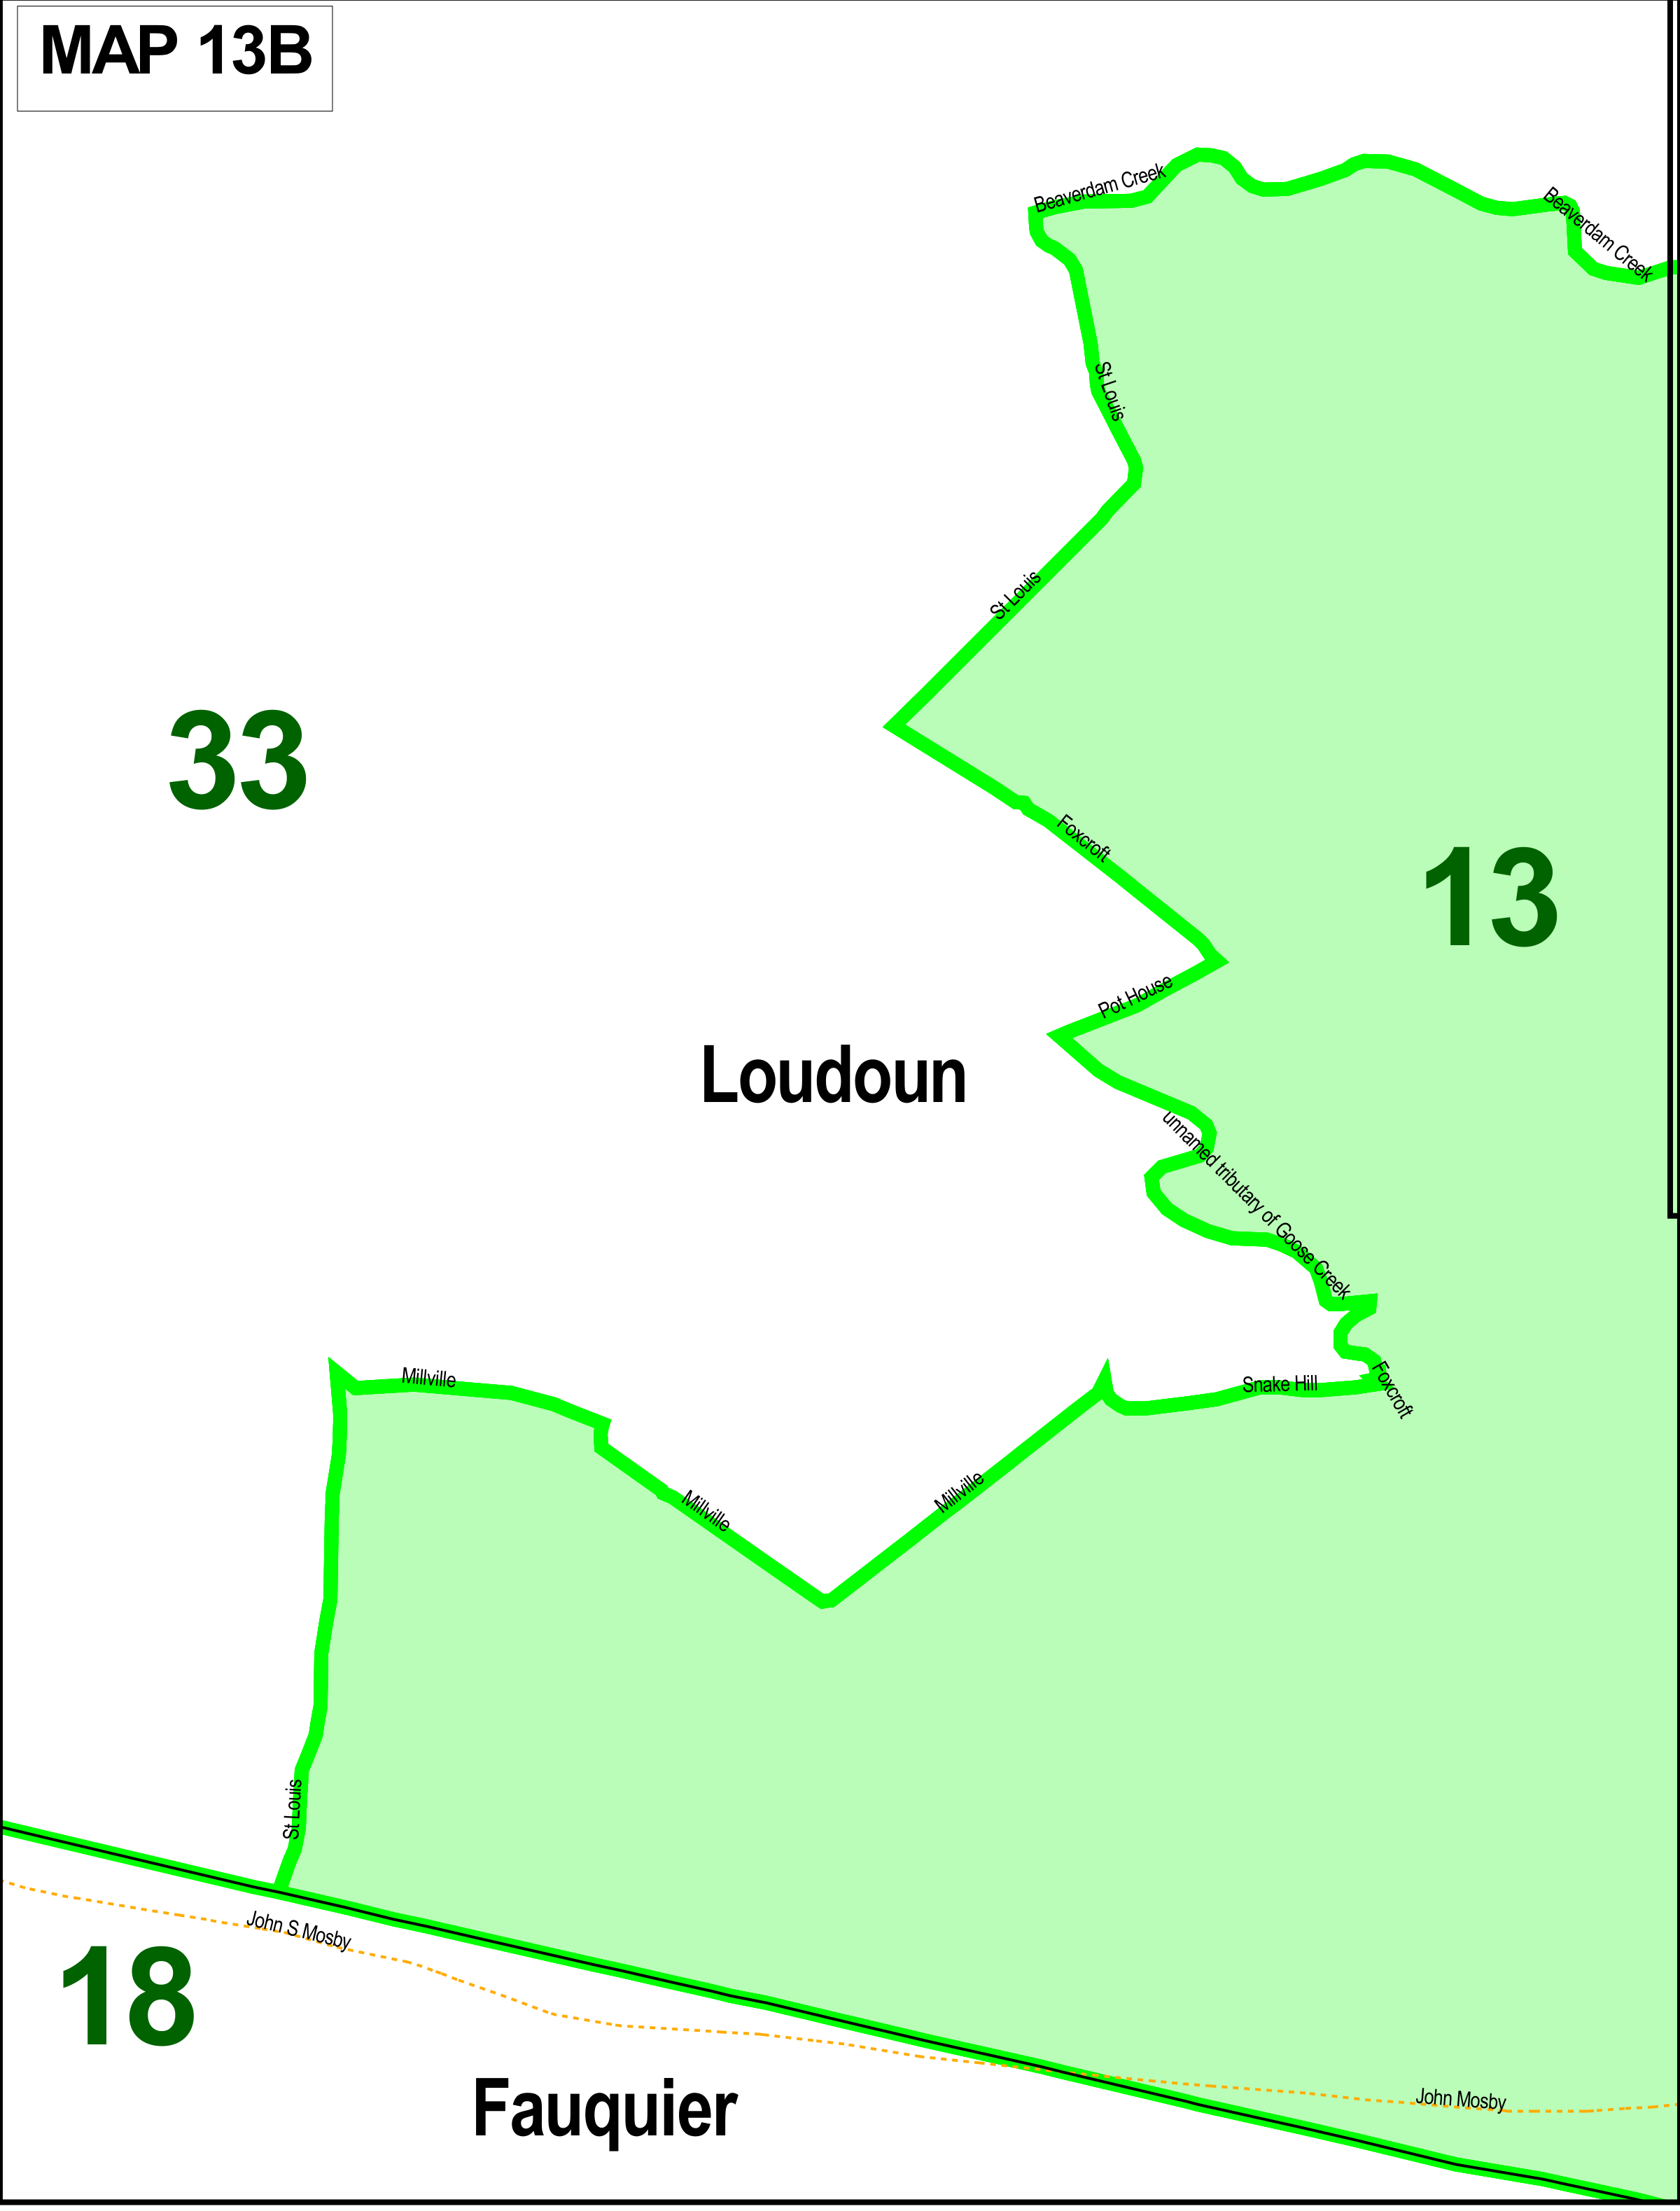 MAP 13B
Beaverdam Creek
Beaverdam Creek
St Louis
St Louis
33
Foxcroft
13
Pot House
Loudoun
unnamed tributary of Goose Creek
Millville
Snake Hill
Foxcroft
Millville
Millville
St Louis
John S Mosby
18
Fauquier
John Mosby